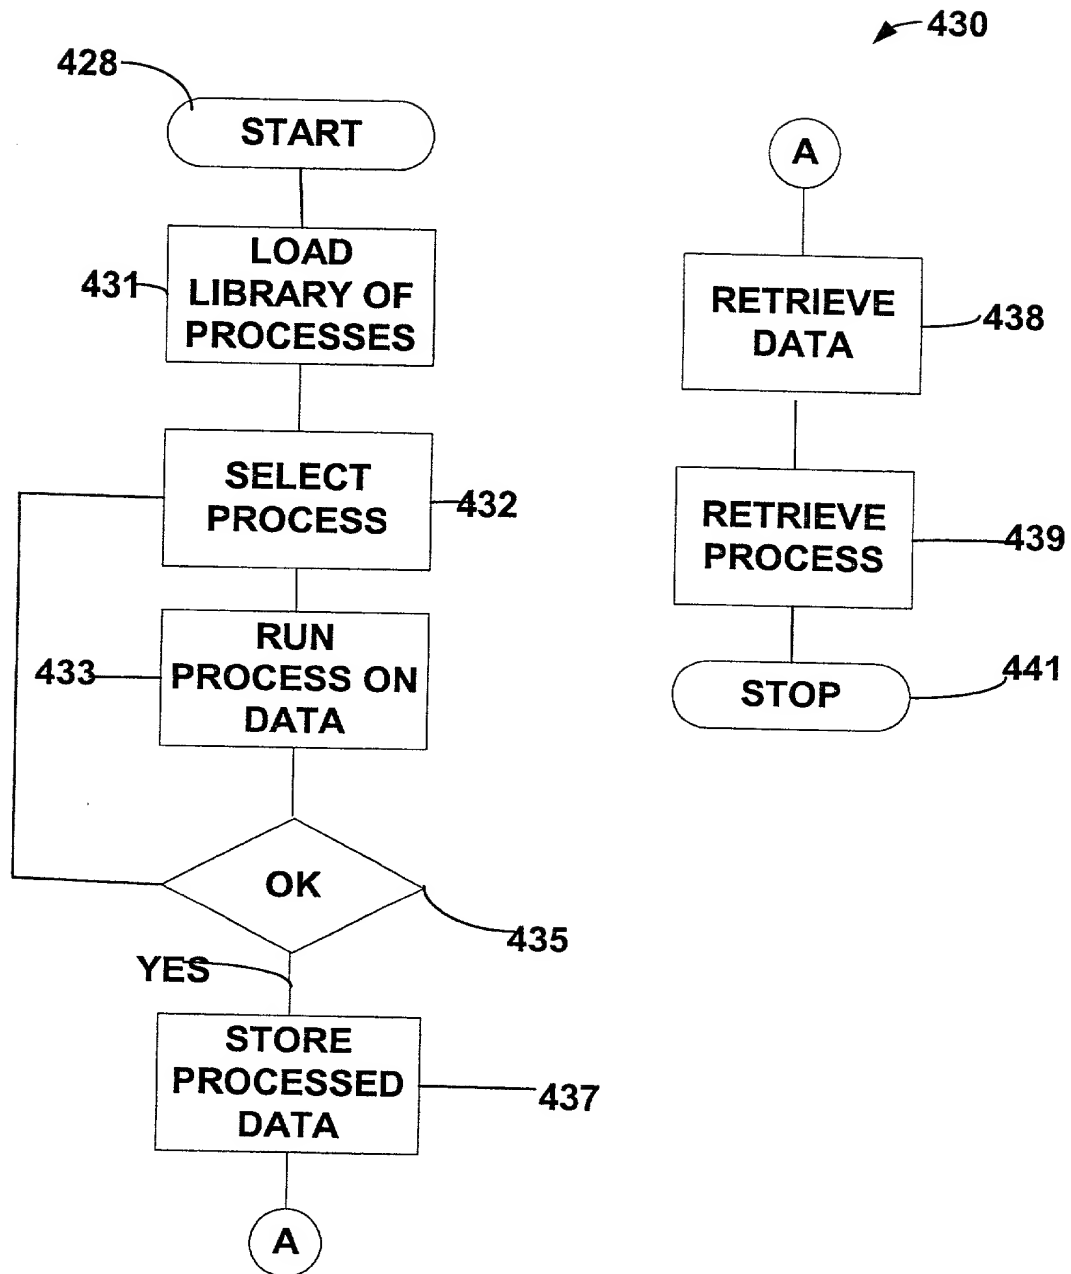 428
START
431
LOAD
LIBRARY OF
PROCESSES
SELECT
PROCESS
432
433
RUN
PROCESS ON
DATA
OK
435
YES
STORE
PROCESSED
DATA
437
A
430
A
RETRIEVE
DATA
438
RETRIEVE
PROCESS
439
STOP
441